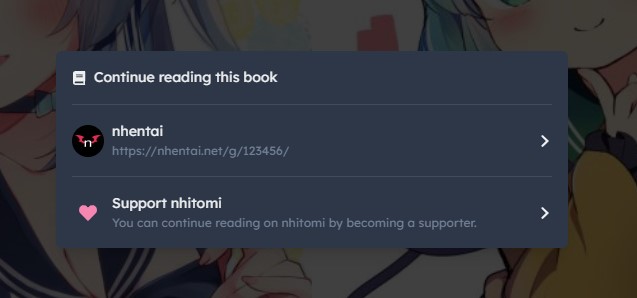 Continue reading this book
nhentai
https://nhentai.net/g/123456/
Support nhitomi
You can continue reading on nhitomi by becoming a supporter.